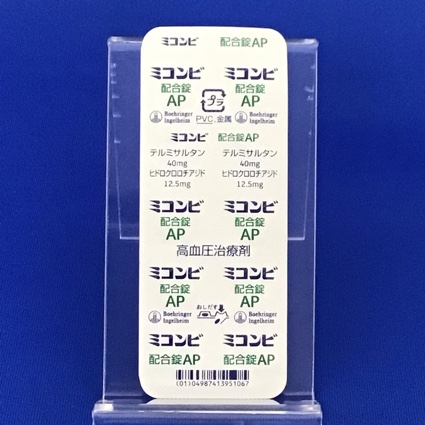 ミコンビ 配合錠AP
ミコンビ ミコンビ
配合錠 配合錠
AP AP
Boehringer Ingelheim プラ Boehringer Ingelheim
PVC,金属
ミコンビ 配合錠AP
テルミサルタン テルミサルタン
40mg 40mg
ヒドロクロロチアジド ヒドロクロロチアジド
12.5mg 12.5mg
ミコンビ ミコンビ
配合錠 配合錠
AP AP
高血圧治療剤
ミコンビ ミコンビ
配合錠 配合錠
AP AP
おしだす
Boehringer Ingelheim Boehringer Ingelheim
ミコンビ ミコンビ
配合錠AP 配合錠AP
(01)04987413951067